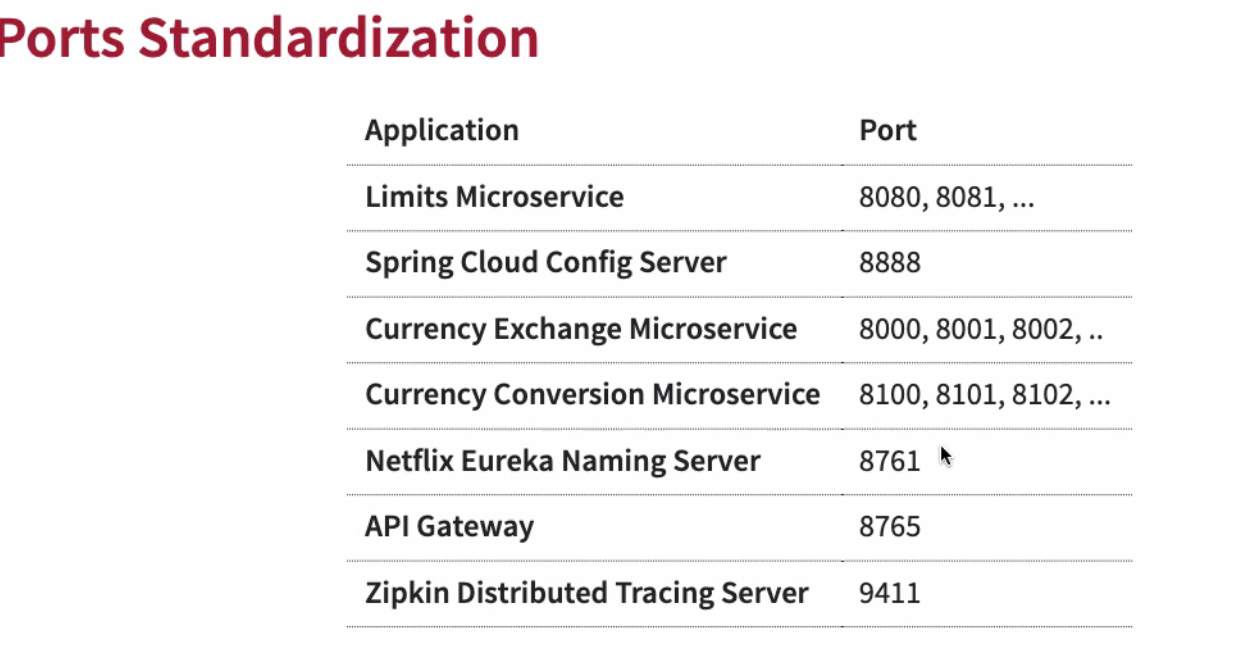 Ports Standardization
Application Port
Limits Microservice 8080, 8081, ...
Spring Cloud Config Server 8888
Currency Exchange Microservice 8000, 8001, 8002, ..
Currency Conversion Microservice 8100, 8101, 8102, ...
Netflix Eureka Naming Server 8761
API Gateway 8765
Zipkin Distributed Tracing Server 9411